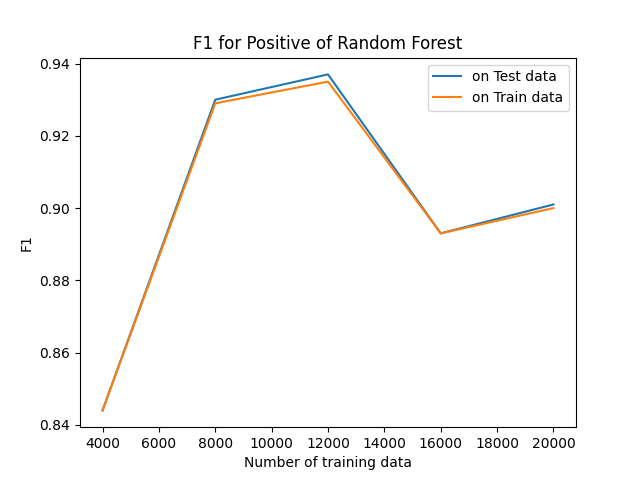 F1 for Positive of Random Forest
0.94
0.92
0.90
0.88
0.86
0.84
F1
on Test data
on Train data
4000 6000 8000 10000 12000 14000 16000 18000 20000
Number of training data